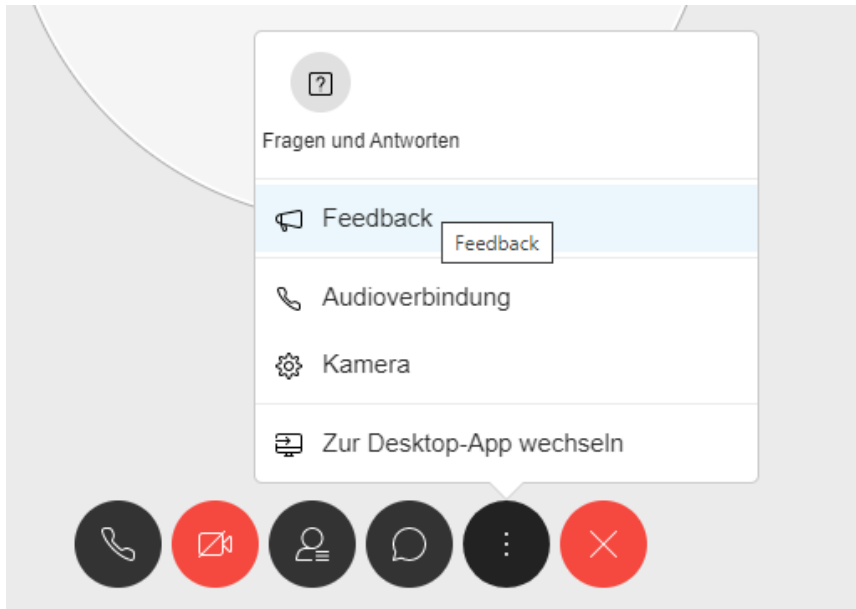 Fragen und Antworten
Feedback
Feedback
Audioverbindung
Kamera
Zur Desktop-App wechseln